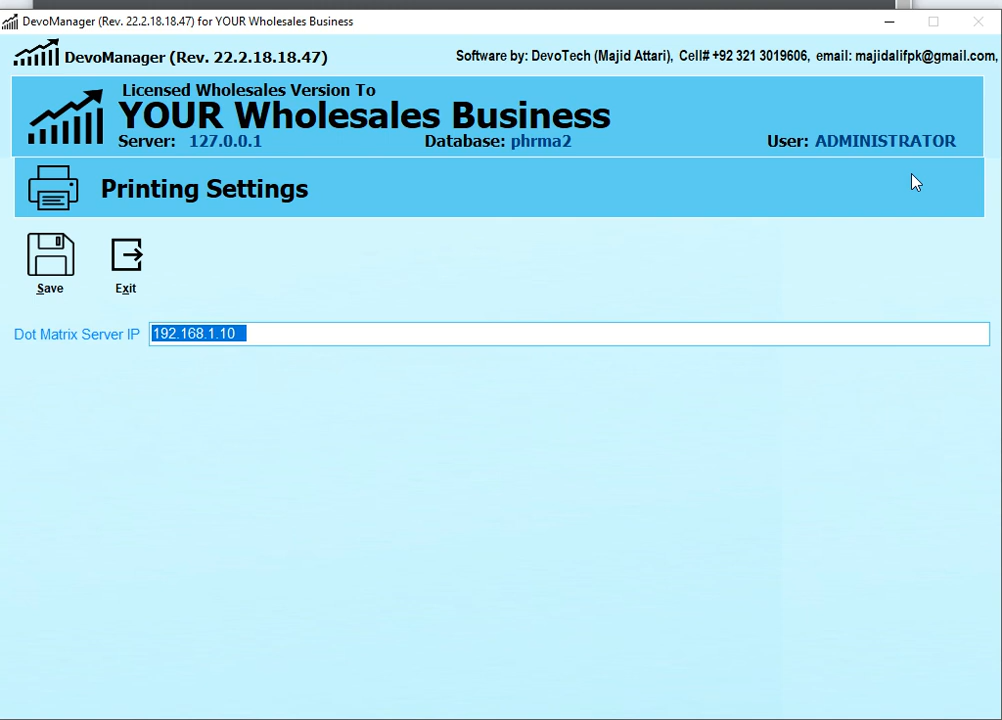 DevoManager (Rev. 22.2.18.18.47) for YOUR Wholesales Business
DevoManager (Rev. 22.2.18.18.47) Software by: DevoTech (Majid Attari), Cell# +92 321 3019606, email: majidalifpk@gmail.com,
Licensed Wholesales Version To
YOUR Wholesales Business
Server: 127.0.0.1 Database: phrma2 User: ADMINISTRATOR
Printing Settings
Save Exit
Dot Matrix Server IP 192.168.1.10